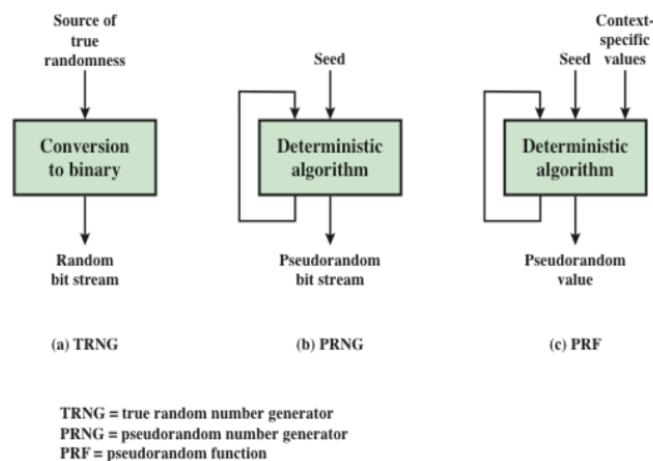 Source of
true
randomness
Conversion
to binary
Random
bit stream
(a) TRNG
Seed
Deterministic
algorithm
Pseudorandom
bit stream
(b) PRNG
Context-
specific
values
Seed
Deterministic
algorithm
Pseudorandom
value
(c) PRF
TRNG = true random number generator
PRNG = pseudorandom number generator
PRF = pseudorandom function